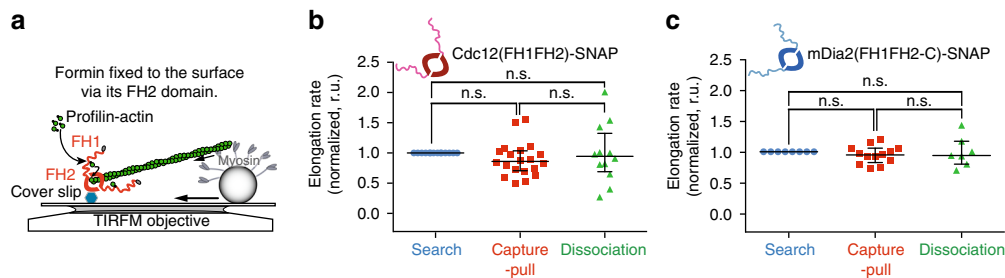 a
Formin fixed to the surface
via its FH2 domain.
Profilin-actin
FH1
FH2
Myosin
Cover slip
TIRFM objective
b
Cdc12(FH1FH2)-SNAP
Elongation rate
(normalized, r.u.)
2.5
2.0
1.5
1.0
0.5
0.0
n.s.
n.s.
n.s.
Search
Capture
-pull
Dissociation
c
mDia2(FH1FH2-C)-SNAP
Elongation rate
(normalized, r.u.)
2.5
2.0
1.5
1.0
0.5
0.0
n.s.
n.s.
n.s.
Search
Capture
-pull
Dissociation